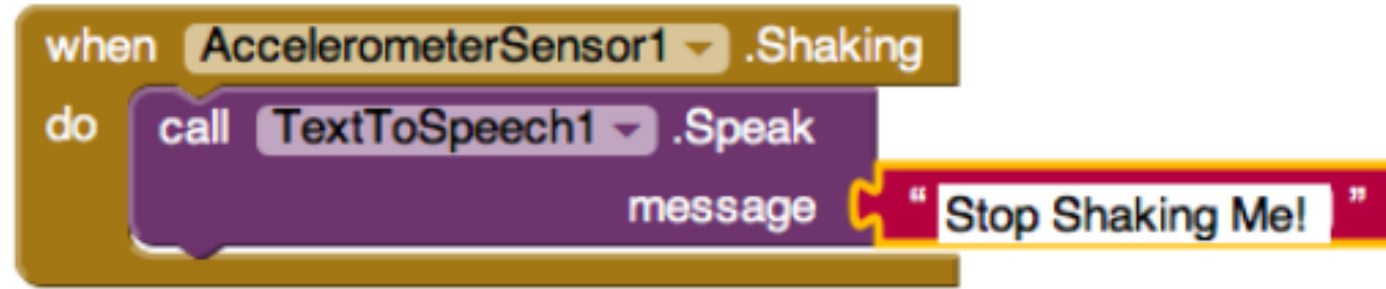 when AccelerometerSensor1 .Shaking
do call TextToSpeech1 .Speak
message “ Stop Shaking Me! ”